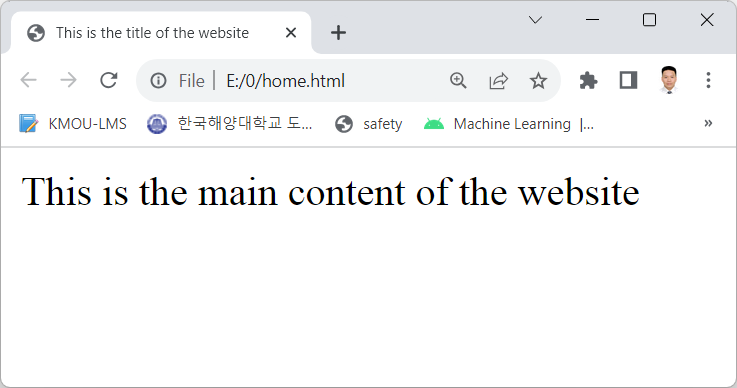 This is the title of the website
File | E:/0/home.html
KMOU-LMS 한국해양대학교 도... safety Machine Learning |... »
This is the main content of the website